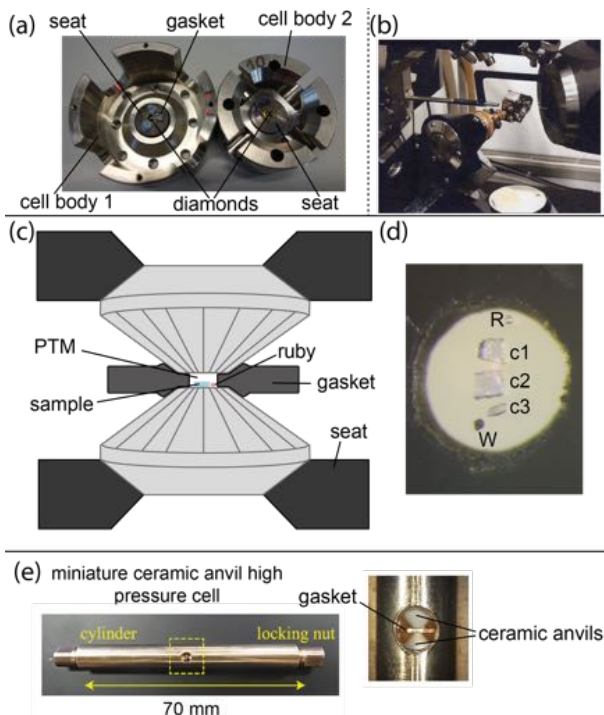 (a)
seat
gasket
cell body 2
cell body 1
diamonds
seat
(b)
(c)
PTM
ruby
sample
gasket
seat
(d)
R
c1
c2
c3
W
(e)
miniature ceramic anvil high
pressure cell
cylinder
locking nut
70 mm
gasket
ceramic anvils